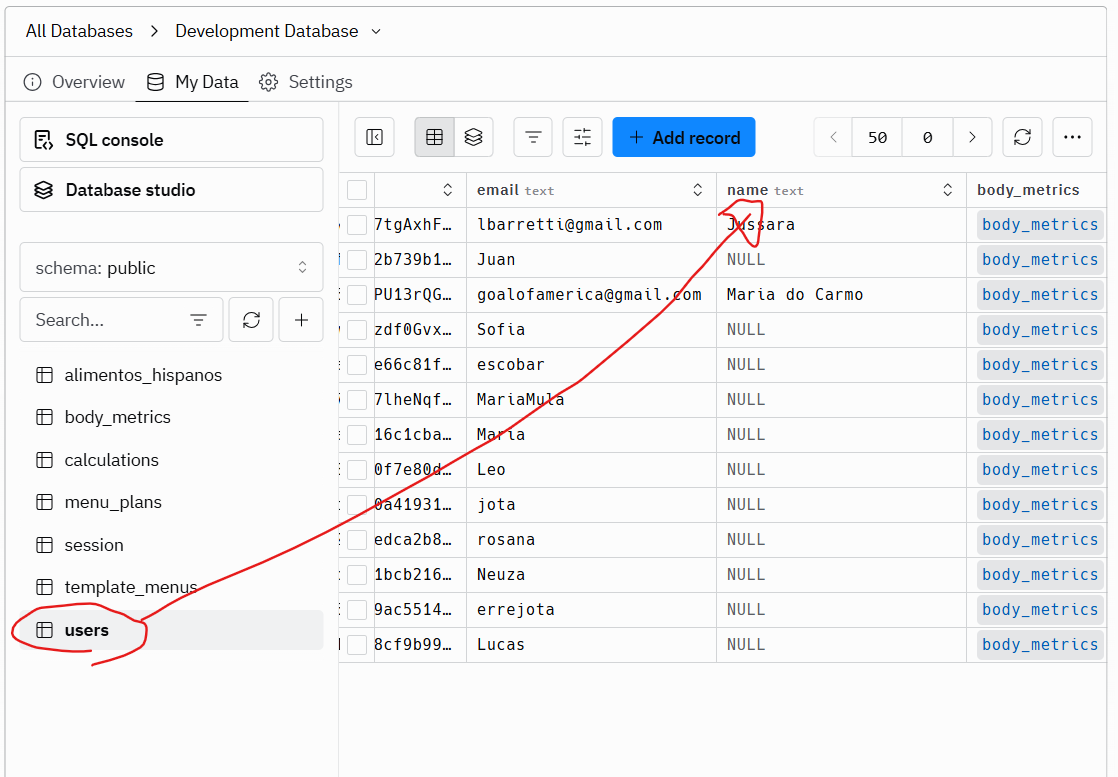 All Databases > Development Database
Overview My Data Settings
SQL console
Database studio
schema: public
Search...
alimentos_hispanos
body_metrics
calculations
menu_plans
session
template_menus
users
+ Add record 50 0
email text name text body_metrics
7tgAxhF… lbarretti@gmail.com Jussara body_metrics
2b739b1… Juan NULL body_metrics
PU13rQG… goalofamerica@gmail.com Maria do Carmo body_metrics
zdf0Gvx… Sofia NULL body_metrics
e66c81f… escobar NULL body_metrics
7lheNqf… MariaMula NULL body_metrics
16c1cba… Maria NULL body_metrics
0f7e80d… Leo NULL body_metrics
0a41931… jota NULL body_metrics
edca2b8… rosana NULL body_metrics
1bcb216… Neuza NULL body_metrics
9ac5514… errejota NULL body_metrics
8cf9b99… Lucas NULL body_metrics